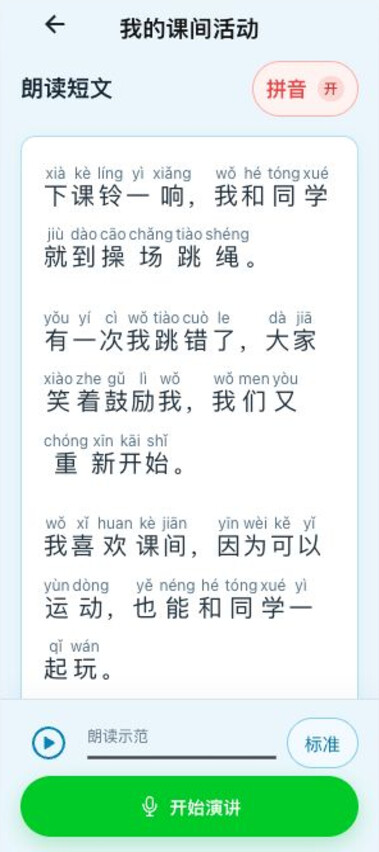 我的课间活动
朗读短文
拼音 开
xià kè líng yì xiǎng wǒ hé tóng xué
下课铃一响，我和同学
jiù dào cāo chǎng tiào shéng
就到操场跳绳。
yǒu yí cì wǒ tiào cuò le dà jiā
有一次我跳错了，大家
xiào zhe gǔ lì wǒ wǒ men yòu
笑着鼓励我，我们又
chóng xīn kāi shǐ
重新开始。
wǒ xǐ huan kè jiān yīn wèi kě yǐ
我喜欢课间，因为可以
yùn dòng yě néng hé tóng xué yì
运动，也能和同学一
qǐ wán
起玩。
朗读示范
标准
开始演讲